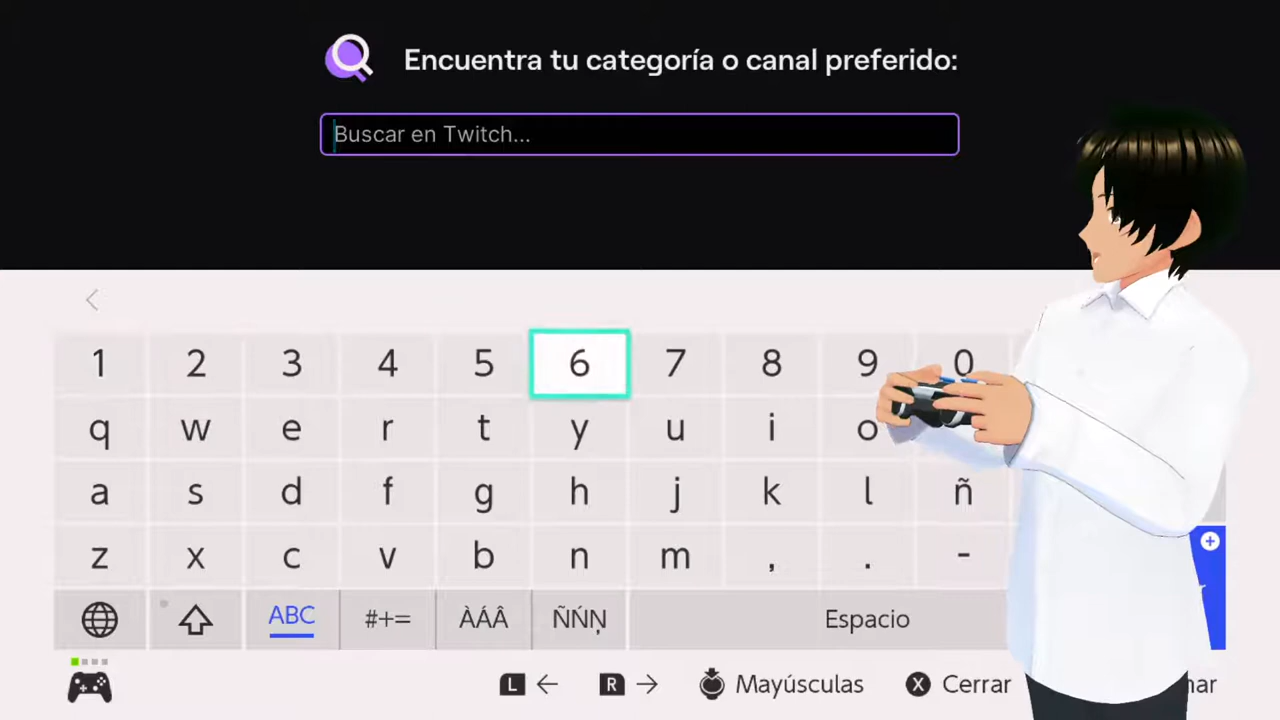 Encuentra tu categoría o canal preferido:
Buscar en Twitch...
1 2 3 4 5 6 7 8 9 0
q w e r t y u i o
a s d f g h j k l ñ
z x c v b n m , . -
ABC #+= ÀÁÂ ÑŃŅ Espacio
L ← R → Mayúsculas X Cerrar